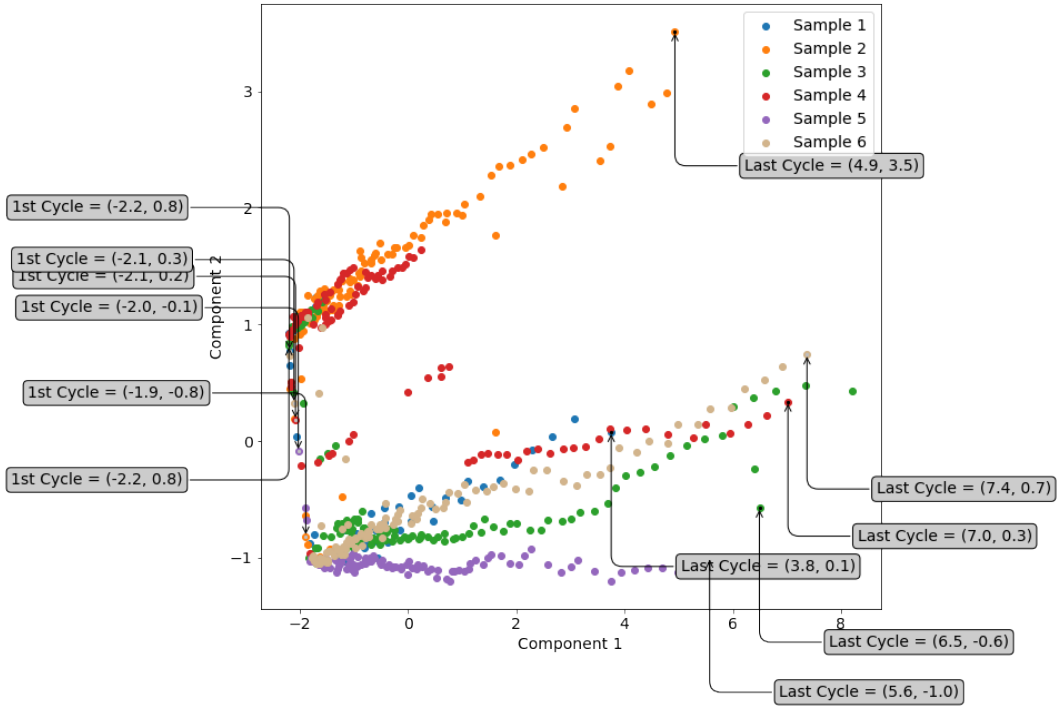 Sample 1
Sample 2
Sample 3
Sample 4
Sample 5
Sample 6
Last Cycle = (4.9, 3.5)
1st Cycle = (-2.2, 0.8)
1st Cycle = (-2.1, 0.3)
1st Cycle = (-2.1, 0.2)
1st Cycle = (-2.0, -0.1)
1st Cycle = (-1.9, -0.8)
1st Cycle = (-2.2, 0.8)
Last Cycle = (7.4, 0.7)
Last Cycle = (7.0, 0.3)
Last Cycle = (3.8, 0.1)
Last Cycle = (6.5, -0.6)
Last Cycle = (5.6, -1.0)
Component 2
3
2
1
0
−1
−2
0
2
4
6
8
Component 1